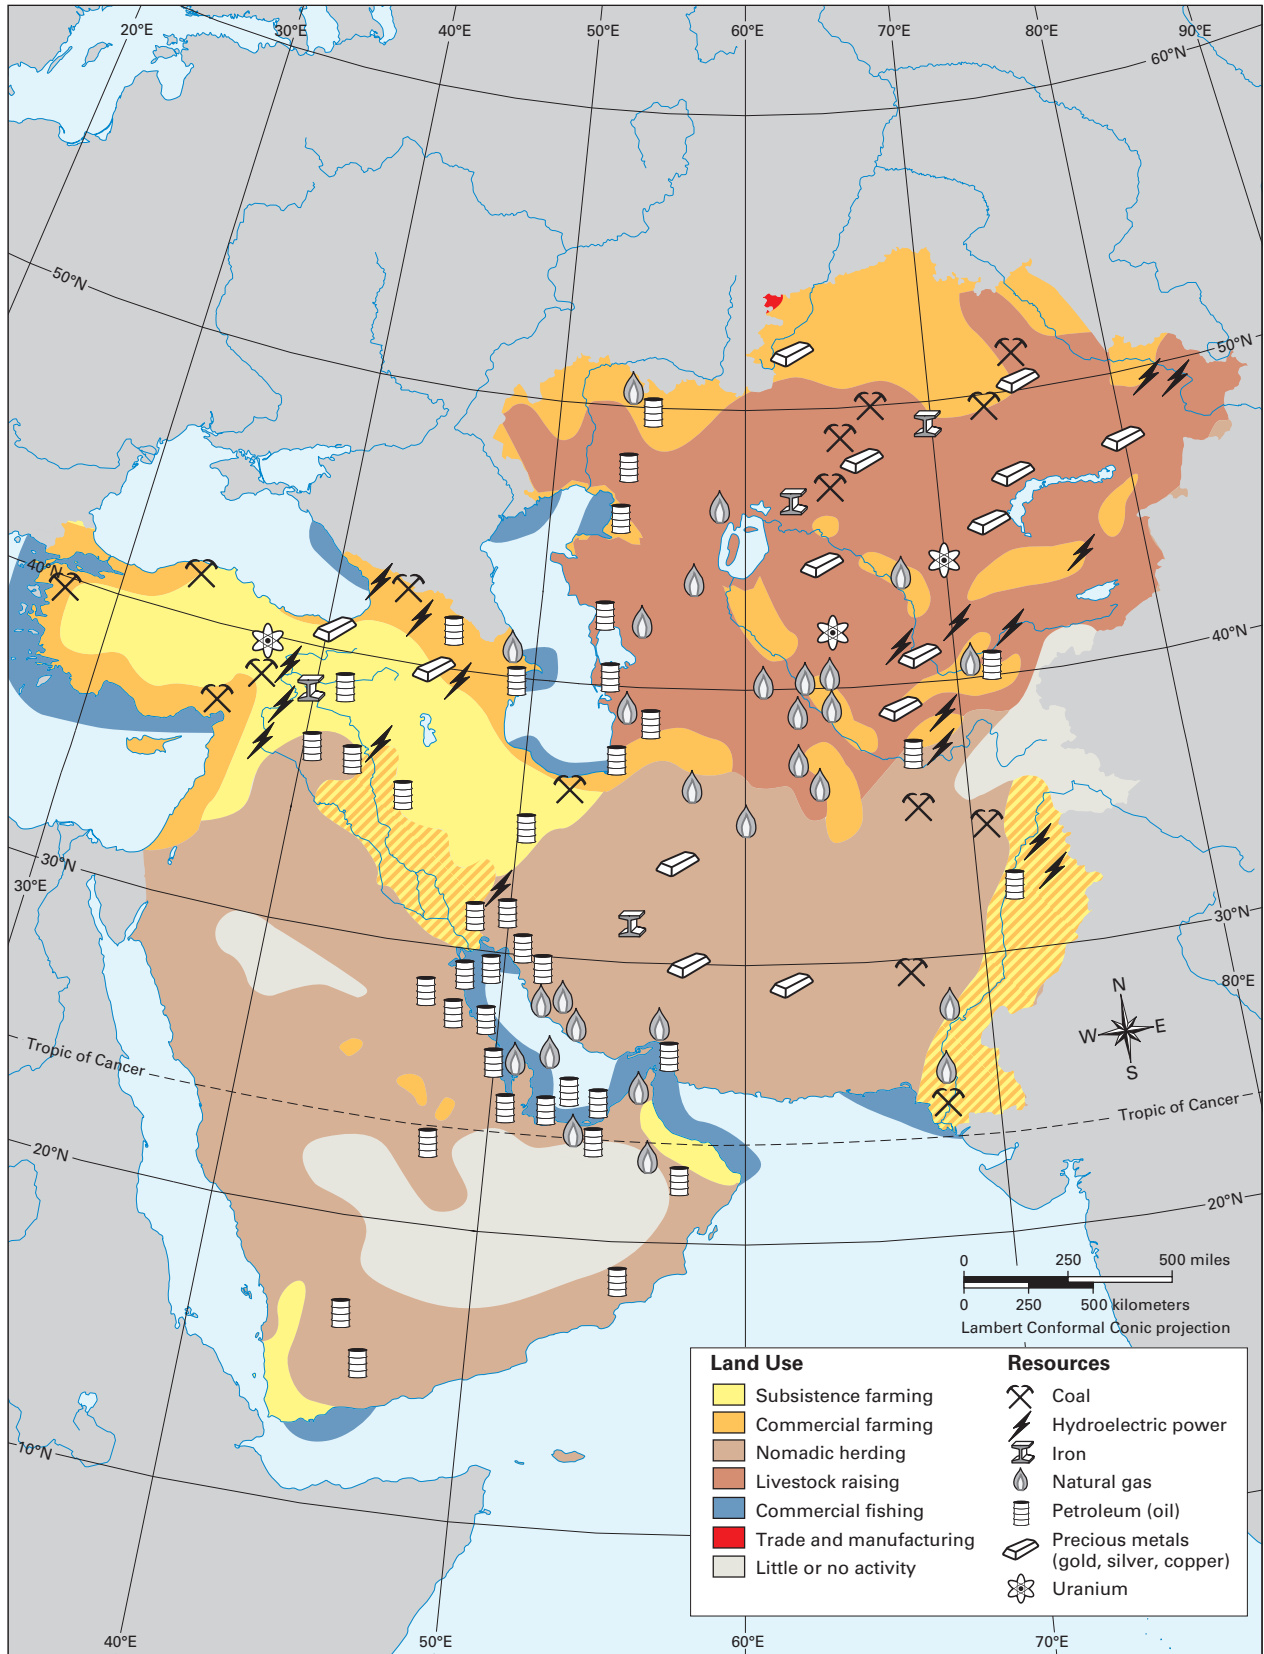 20°E
30°E
40°E
50°E
60°E
70°E
80°E
90°E
60°N
50°N
50°N
40°N
40°N
30°N
30°E
30°N
80°E
N
W
E
S
Tropic of Cancer
Tropic of Cancer
20°N
20°N
0 250 500 miles
0 250 500 kilometers
Lambert Conformal Conic projection
Land Use
Subsistence farming
Commercial farming
Nomadic herding
Livestock raising
Commercial fishing
Trade and manufacturing
Little or no activity
Resources
Coal
Hydroelectric power
Iron
Natural gas
Petroleum (oil)
Precious metals
(gold, silver, copper)
Uranium
10°N
40°E
50°E
60°E
70°E